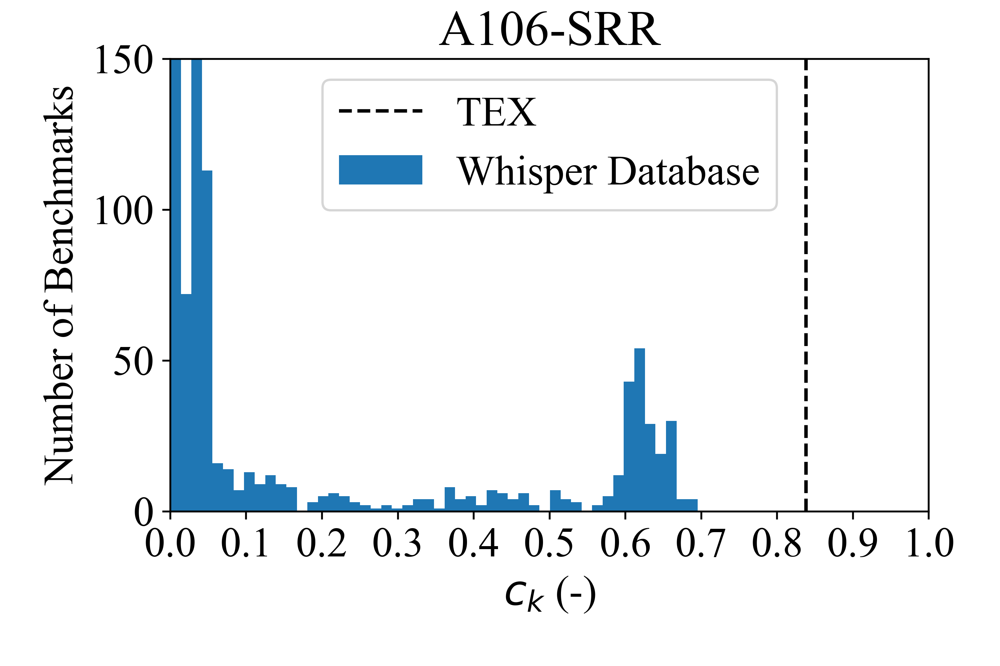 A106-SRR
150
100
50
0
Number of Benchmarks
TEX
Whisper Database
0.0 0.1 0.2 0.3 0.4 0.5 0.6 0.7 0.8 0.9 1.0
c_k (-)